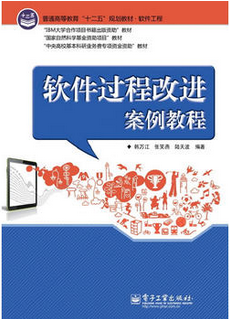 普通高等教育“十二五”规划教材·软件工程
“IBM大学合作项目书籍出版资助”教材
“国家自然科学基金资助项目”教材
“中央高校基本科研业务费专项资金资助”教材
软件过程改进
案例教程
韩万江 张笑燕 陆天波 编著
电子工业出版社